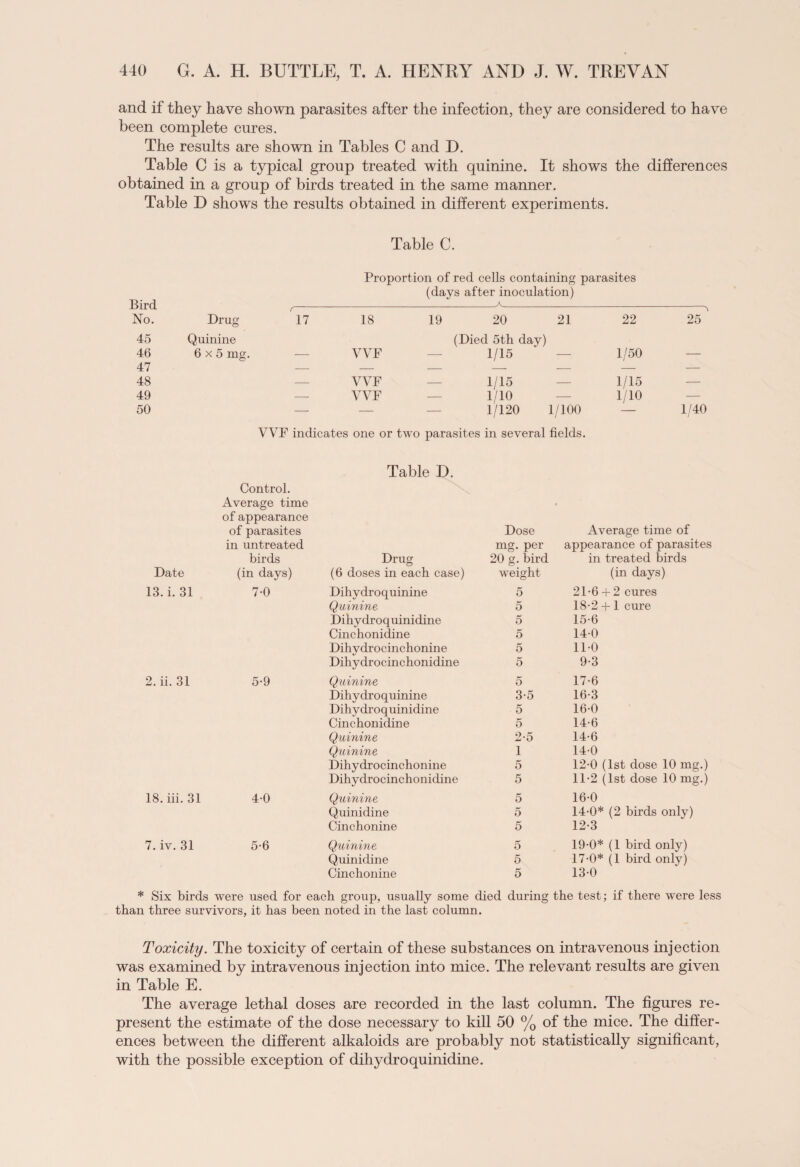 440 G. A. H. BUTTLE, T. A. HENRY AND J. W. TREVAN
and if they have shown parasites after the infection, they are considered to have
been complete cures.
The results are shown in Tables C and D.
Table C is a typical group treated with quinine. It shows the differences
obtained in a group of birds treated in the same manner.
Table D shows the results obtained in different experiments.
Table C.
Proportion of red cells containing parasites
(days after inoculation)
Bird
No. Drug 17 18 19 20 21 22 25
45 Quinine (Died 5th day)
46 6 x 5 mg. — VVF — 1/15 — 1/50 —
47 — — — — — — —
48 — VVF — 1/15 — 1/15 —
49 — VVF — 1/10 — 1/10 —
50 — — — 1/120 1/100 — 1/40
VVF indicates one or two parasites in several fields.
Table D.
Control.
Average time
of appearance
of parasites Dose Average time of
in untreated mg. per appearance of parasites
birds Drug 20 g. bird in treated birds
Date (in days) (6 doses in each case) weight (in days)
13. i. 31 7·0 Dihydroquinine 5 21·6 + 2 cures
Quinine 5 18·2 + 1 cure
Dihydroquinidine 5 15·6
Cinchonidine 5 14·0
Dihydrocinchonine 5 11·0
Dihydrocinchonidine 5 9·3
2. ii. 31 5·9 Quinine 5 17·6
Dihydroquinine 3·5 16·3
Dihydroquinidine 5 16·0
Cinchonidine 5 14·6
Quinine 2·5 14·6
Quinine 1 14·0
Dihydrocinchonine 5 12·0 (1st dose 10 mg.)
Dihydrocinchonidine 5 11·2 (1st dose 10 mg.)
18. iii. 31 4·0 Quinine 5 16·0
Quinidine 5 14·0* (2 birds only)
Cinchonine 5 12·3
7. iv. 31 5·6 Quinine 5 19·0* (1 bird only)
Quinidine 5 17·0* (1 bird only)
Cinchonine 5 13·0
* Six birds were used for each group, usually some died during the test; if there were less
than three survivors, it has been noted in the last column.
Toxicity. The toxicity of certain of these substances on intravenous injection
was examined by intravenous injection into mice. The relevant results are given
in Table E.
The average lethal doses are recorded in the last column. The figures re-
present the estimate of the dose necessary to kill 50 % of the mice. The differ-
ences between the different alkaloids are probably not statistically significant,
with the possible exception of dihydroquinidine.